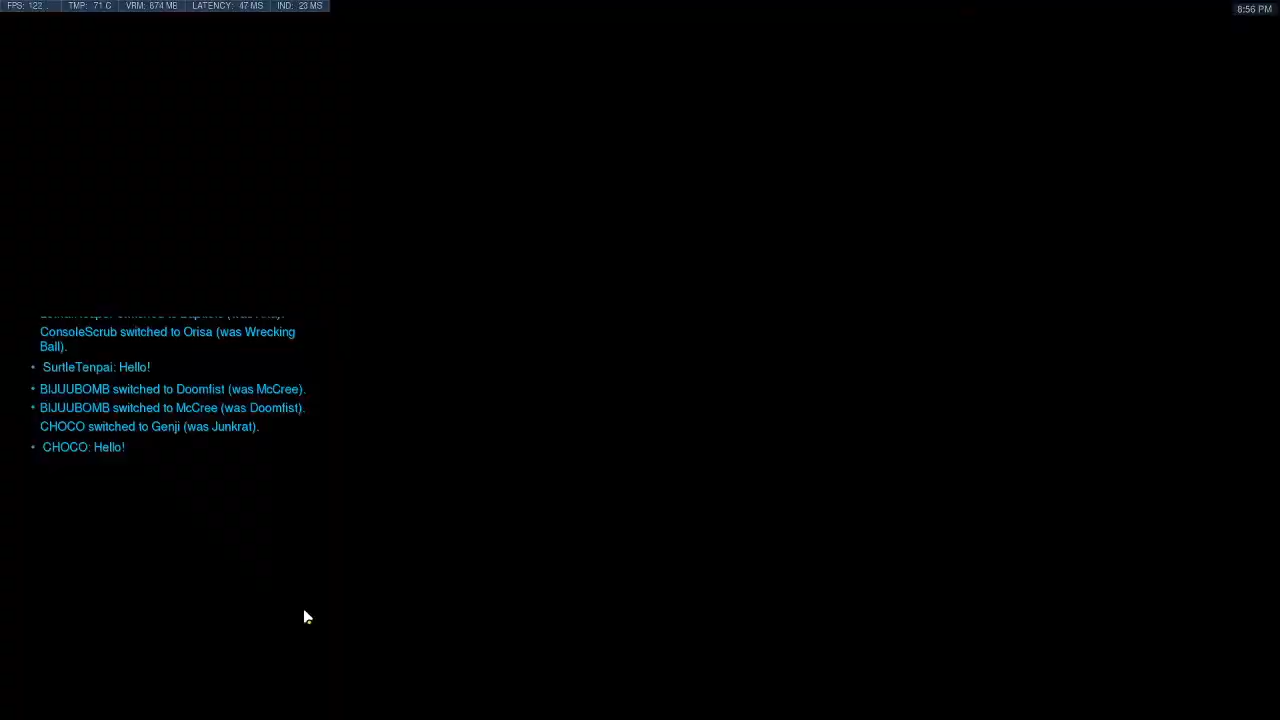 FPS: 122 TMP: 71 C VRM: 874 MB LATENCY: 47 MS IND: 23 MS
8:56 PM
ConsoleScrub switched to Orisa (was Wrecking
Ball).
• SurtleTenpai: Hello!
• BIJUUBOMB switched to Doomfist (was McCree).
• BIJUUBOMB switched to McCree (was Doomfist).
CHOCO switched to Genji (was Junkrat).
• CHOCO: Hello!